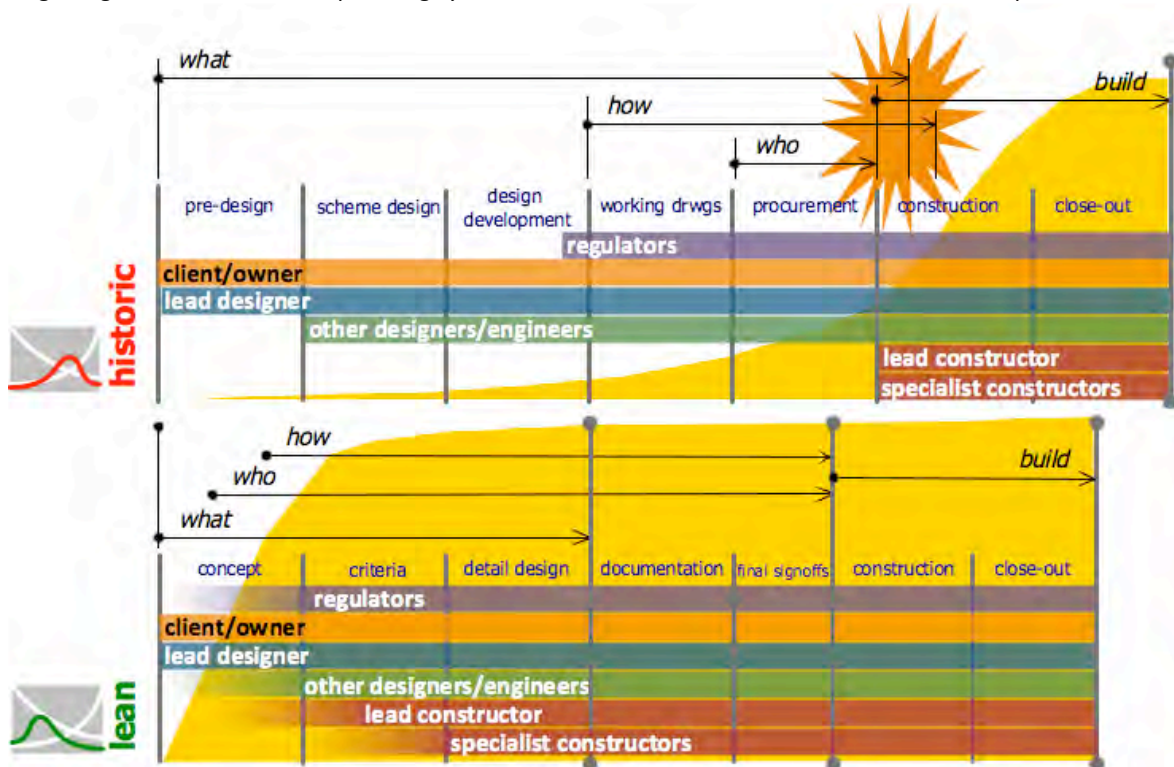 what
build
how
who
pre-design
scheme design
design
development
working drwgs
procurement
construction
close-out
regulators
client/owner
lead designer
other designers/engineers
lead constructor
specialist constructors
historic
how
who
build
what
concept
criteria
detail design
documentation
final signoffs
construction
close-out
regulators
client/owner
lead designer
other designers/engineers
lead constructor
specialist constructors
lean